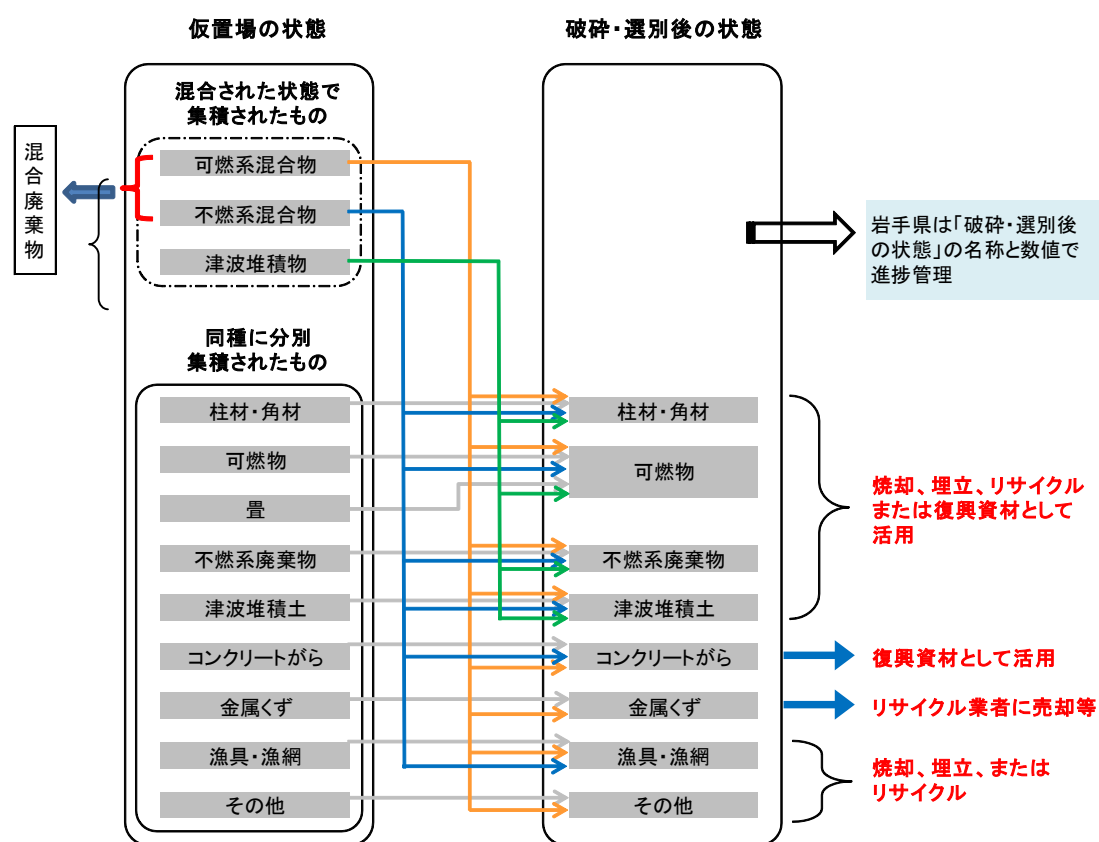 仮置場の状態
破砕・選別後の状態
混合された状態で
集積されたもの
混合廃棄物
可燃系混合物
不燃系混合物
津波堆積物
岩手県は「破砕・選別後
の状態」の名称と数値で
進捗管理
同種に分別
集積されたもの
柱材・角材
可燃物
畳
不燃系廃棄物
津波堆積土
コンクリートがら
金属くず
漁具・漁網
その他
柱材・角材
可燃物
不燃系廃棄物
津波堆積土
コンクリートがら
金属くず
漁具・漁網
その他
焼却、埋立、リサイクル
または復興資材として
活用
復興資材として活用
リサイクル業者に売却等
焼却、埋立、または
リサイクル